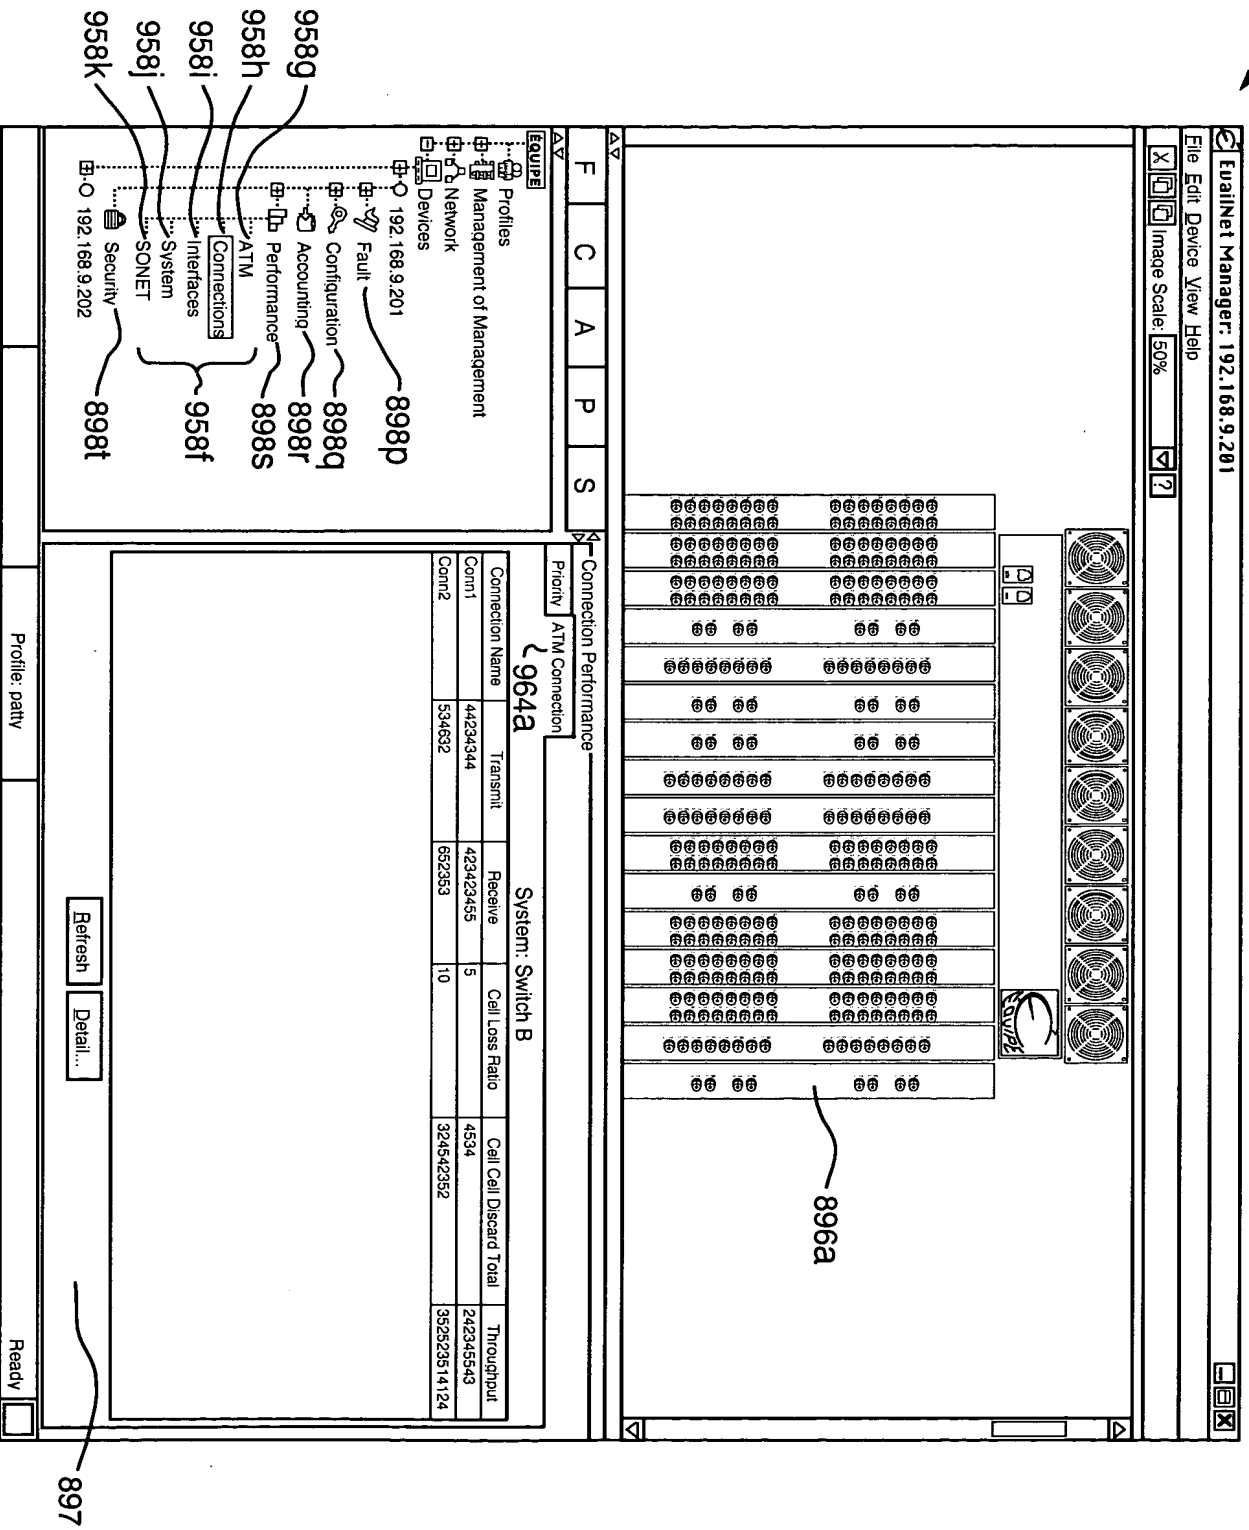 EuailNet Manager: 192.168.9.201
File Edit Device View Help
X Image Scale: 50% ?
EQUIPE
896a
F C A P S
EQUIPE
Profiles
Management of Management
Network
Devices
192.168.9.201
Fault
Configuration
Accounting
Performance
ATM
Connections
Interfaces
System
SONET
Security
192.168.9.202
898p
898q
898r
898s
958f
898t
958g
958h
958i
958j
958k
Connection Performance
Priority ATM Connection
964a
System: Switch B
Connection Name Transmit Receive Cell Loss Ratio Cell Cell Discard Total Throughput
Conn1 44234344 423423455 5 4534 242345543
Conn2 534632 652353 10 324542352 352523514124
Refresh Detail...
897
Profile: patty Ready